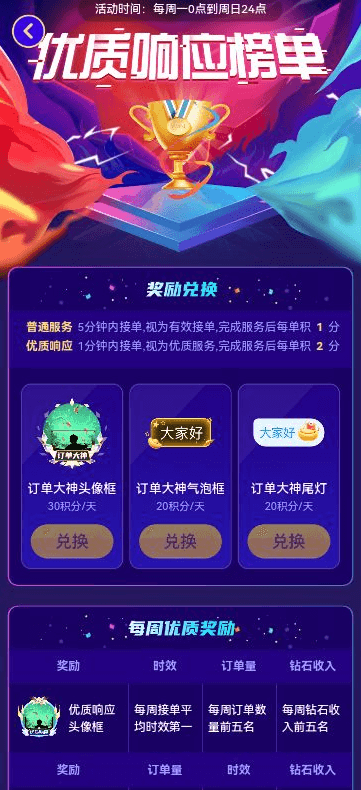 活动时间：每周一0点到周日24点
优质响应榜单
奖励兑换
普通服务 5分钟内接单,视为有效接单,完成服务后每单积 1 分
优质响应 1分钟内接单,视为优质服务,完成服务后每单积 2 分
订单大神
大家好
大家好
订单大神头像框
订单大神气泡框
订单大神尾灯
30积分/天
20积分/天
20积分/天
兑换
兑换
兑换
每周优质奖励
奖励 时效 订单量 钻石收入
优质响应
头像框
每周接单平
均时效第一
每周订单数
量前五名
每周钻石收
入前五名
奖励 订单量 时效 钻石收入